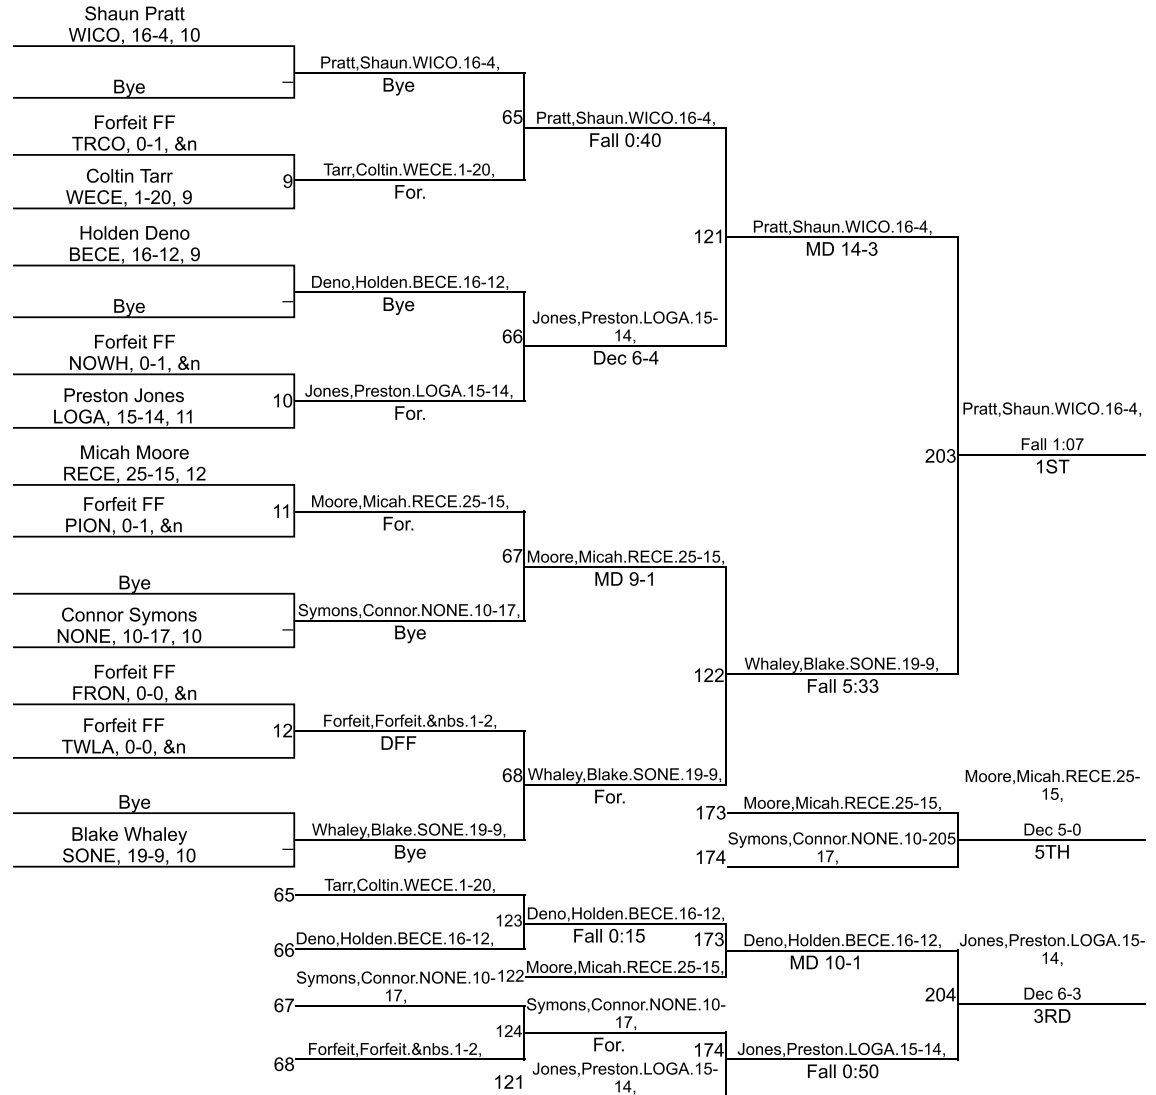 Shaun Pratt
WICO, 16-4, 10
Bye
Forfeit FF
TRCO, 0-1, &n
Coltin Tarr
WECE, 1-20, 9
Holden Deno
BECE, 16-12, 9
Bye
Forfeit FF
NOWH, 0-1, &n
Preston Jones
LOGA, 15-14, 11
Micah Moore
RECE, 25-15, 12
Forfeit FF
PION, 0-1, &n
Bye
Connor Symons
NONE, 10-17, 10
Forfeit FF
FRON, 0-0, &n
Forfeit FF
TWLA, 0-0, &n
Bye
Blake Whaley
SONE, 19-9, 10
_
Pratt,Shaun.WICO.16-4,
Bye
9
Tarr,Coltin.WECE.1-20,
For.
_
Deno,Holden.BECE.16-12,
Bye
10
Jones,Preston.LOGA.15-14,
For.
11
Moore,Micah.RECE.25-15,
For.
_
Symons,Connor.NONE.10-17,
Bye
12
Forfeit,Forfeit.&nbs.1-2,
DFF
_
Whaley,Blake.SONE.19-9,
Bye
65
Pratt,Shaun.WICO.16-4,
Fall 0:40
66
Jones,Preston.LOGA.15-
14,
Dec 6-4
67
Moore,Micah.RECE.25-15,
MD 9-1
68
Whaley,Blake.SONE.19-9,
For.
121
Pratt,Shaun.WICO.16-4,
MD 14-3
122
Whaley,Blake.SONE.19-9,
Fall 5:33
203
Pratt,Shaun.WICO.16-4,
Fall 1:07
1ST
173
Moore,Micah.RECE.25-15,
174
Symons,Connor.NONE.10-
17,
205
Moore,Micah.RECE.25-
15,
Dec 5-0
5TH
65
Tarr,Coltin.WECE.1-20,
66
Deno,Holden.BECE.16-12,
67
Symons,Connor.NONE.10-
17,
68
Forfeit,Forfeit.&nbs.1-2,
123
Deno,Holden.BECE.16-12,
Fall 0:15
122
Moore,Micah.RECE.25-15,
124
Symons,Connor.NONE.10-
17,
For.
121
Jones,Preston.LOGA.15-
14,
173
Deno,Holden.BECE.16-12,
MD 10-1
174
Jones,Preston.LOGA.15-14,
Fall 0:50
204
Jones,Preston.LOGA.15-
14,
Dec 6-3
3RD